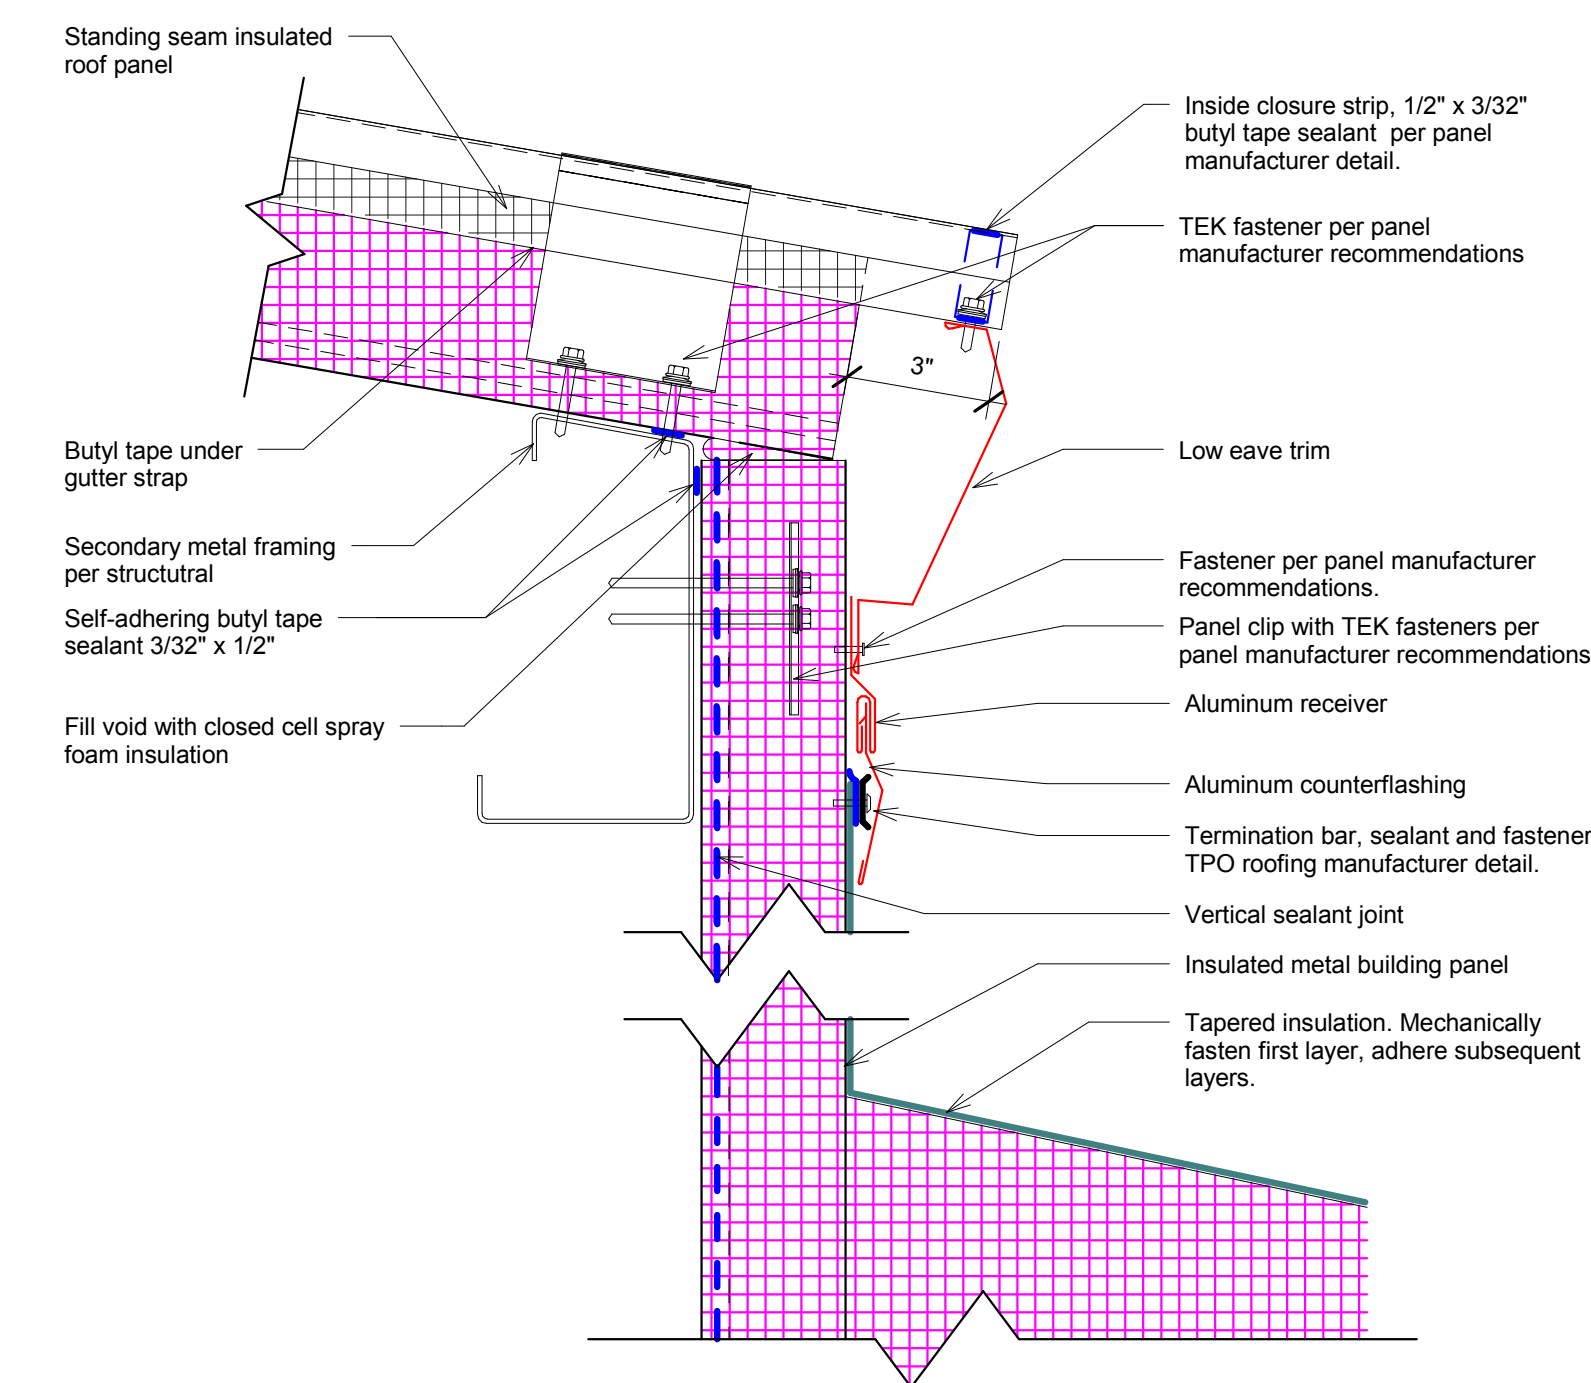 Standing seam insulated
roof panel
Inside closure strip, 1/2" x 3/32"
butyl tape sealant per panel
manufacturer detail.
TEK fastener per panel
manufacturer recommendations
3"
Butyl tape under
gutter strap
Low eave trim
Secondary metal framing
per structutral
Fastener per panel manufacturer
recommendations.
Self-adhering butyl tape
sealant 3/32" x 1/2"
Panel clip with TEK fasteners per
panel manufacturer recommendations
Fill void with closed cell spray
foam insulation
Aluminum receiver
Aluminum counterflashing
Termination bar, sealant and fastener
TPO roofing manufacturer detail.
Vertical sealant joint
Insulated metal building panel
Tapered insulation. Mechanically
fasten first layer, adhere subsequent
layers.